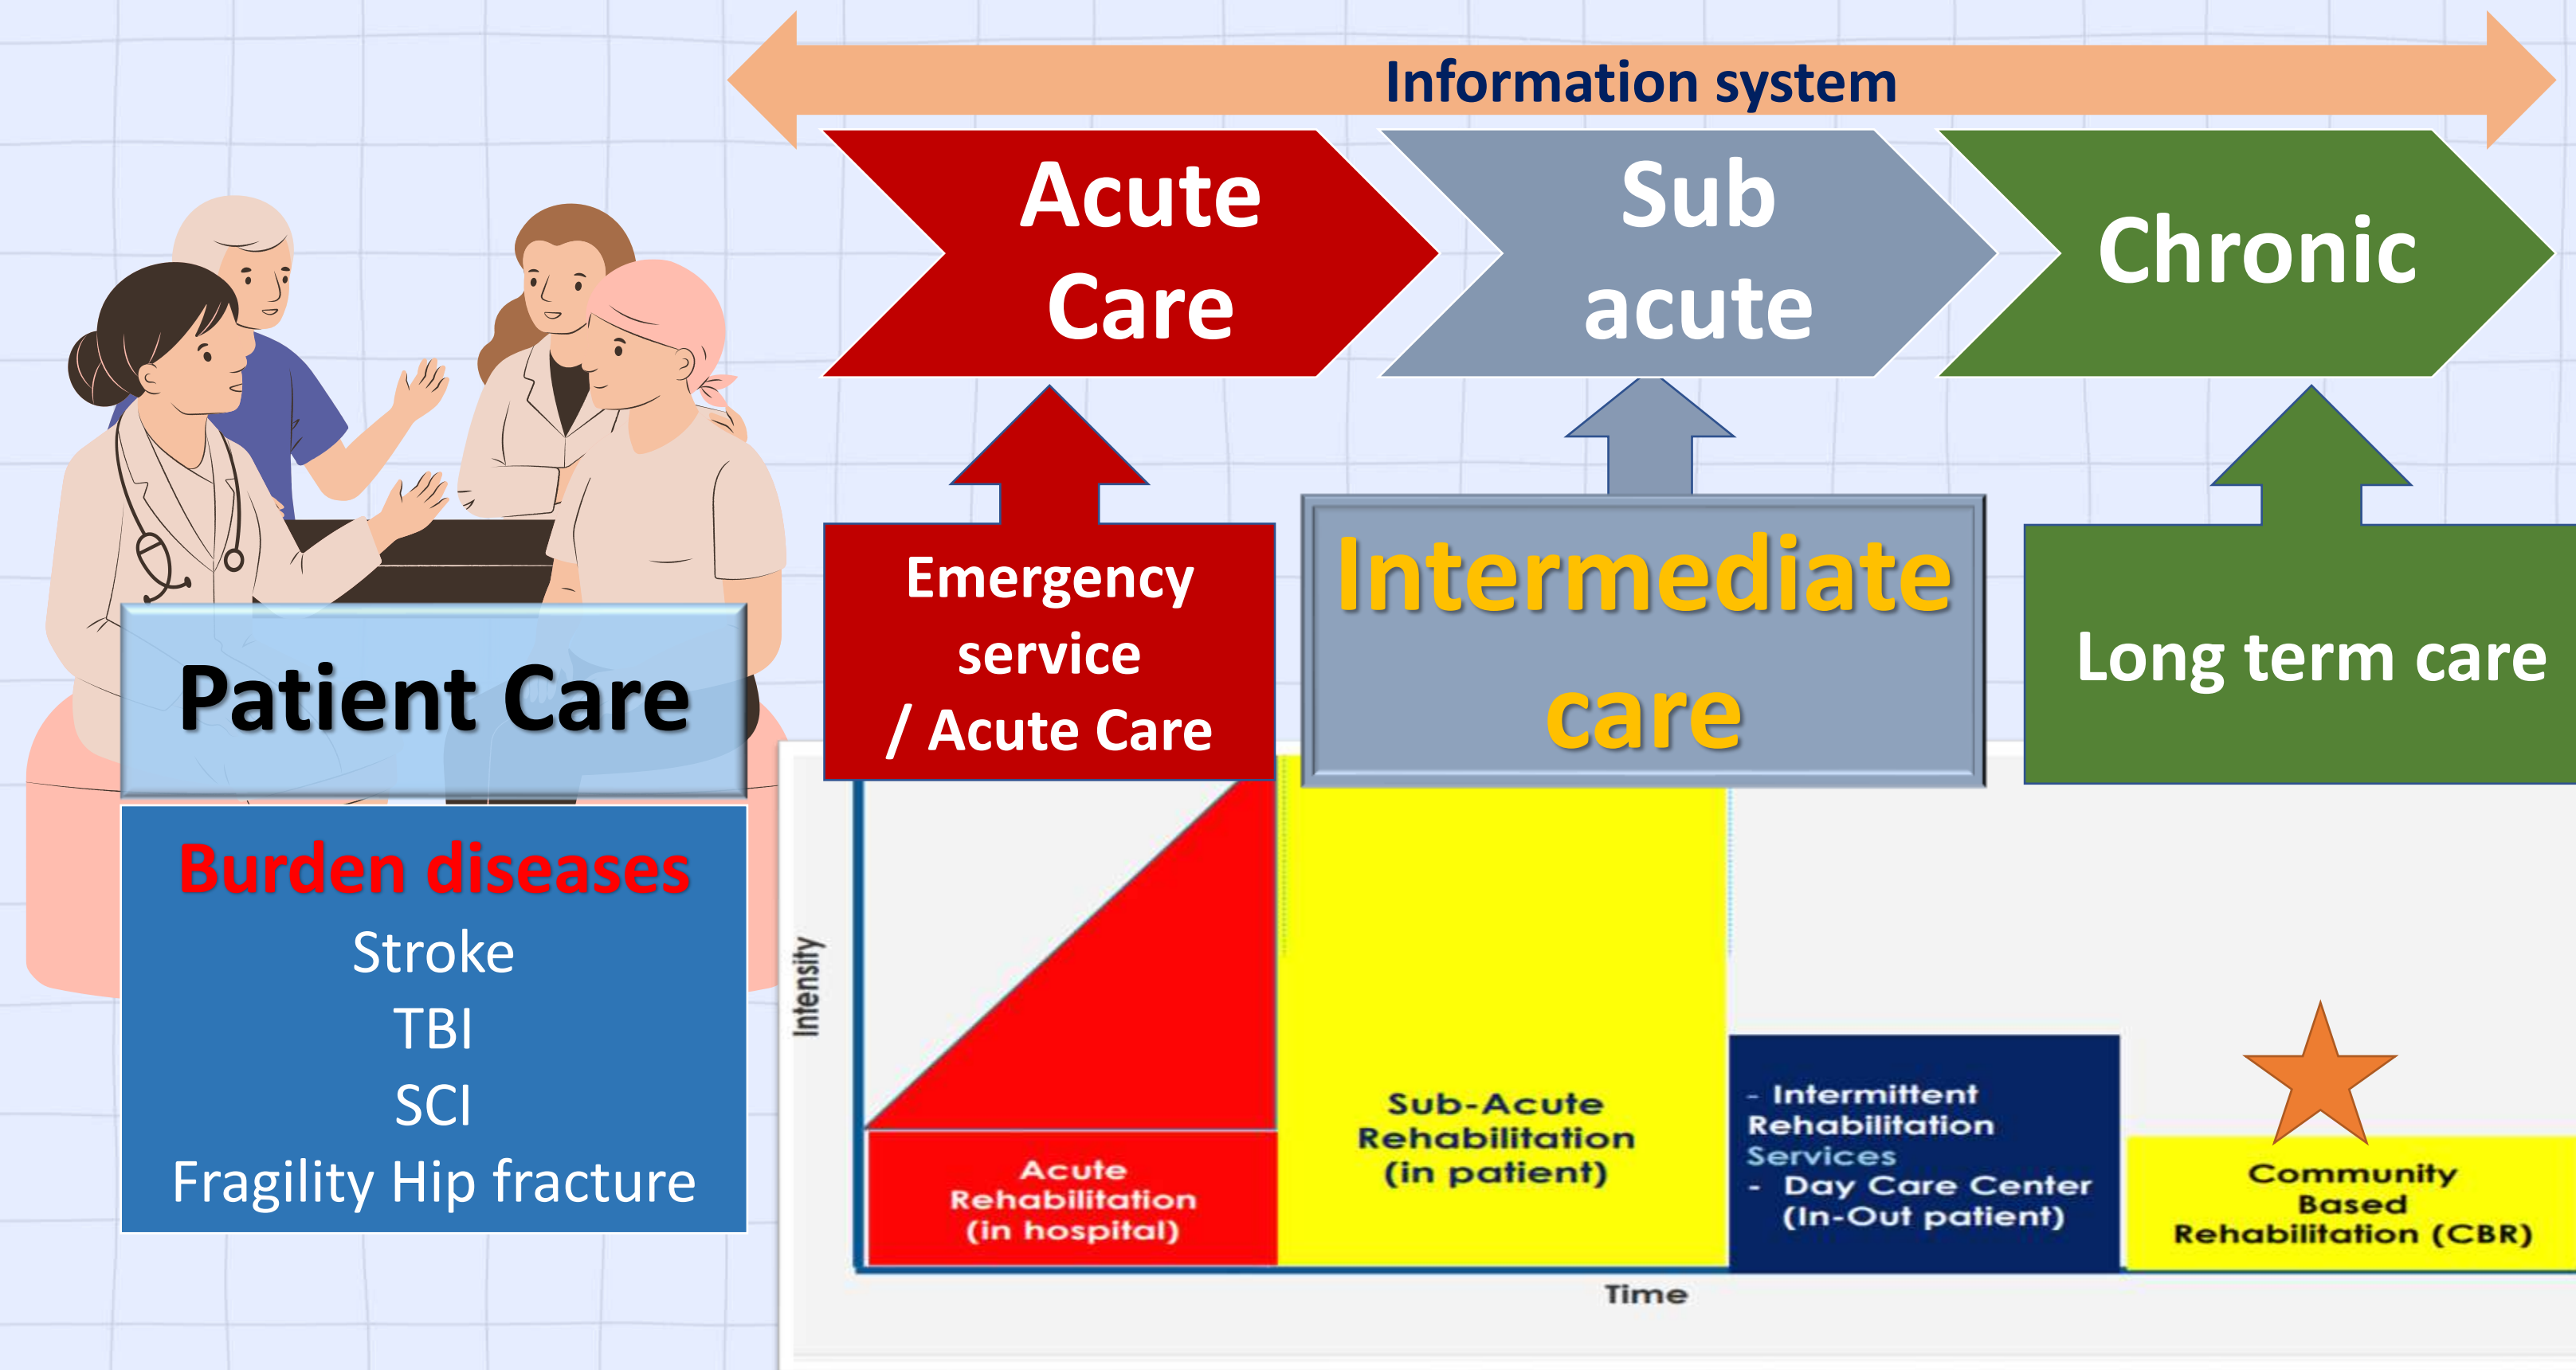 Information system
Acute
Care
Sub
acute
Chronic
Emergency
service
/ Acute Care
Intermediate
care
Long term care
Patient Care
Burden diseases
Stroke
TBI
SCI
Fragility Hip fracture
Intensity
Acute
Rehabilitation
(in hospital)
Sub-Acute
Rehabilitation
(in patient)
- Intermittent
Rehabilitation
Services
- Day Care Center
(In-Out patient)
Community
Based
Rehabilitation (CBR)
Time